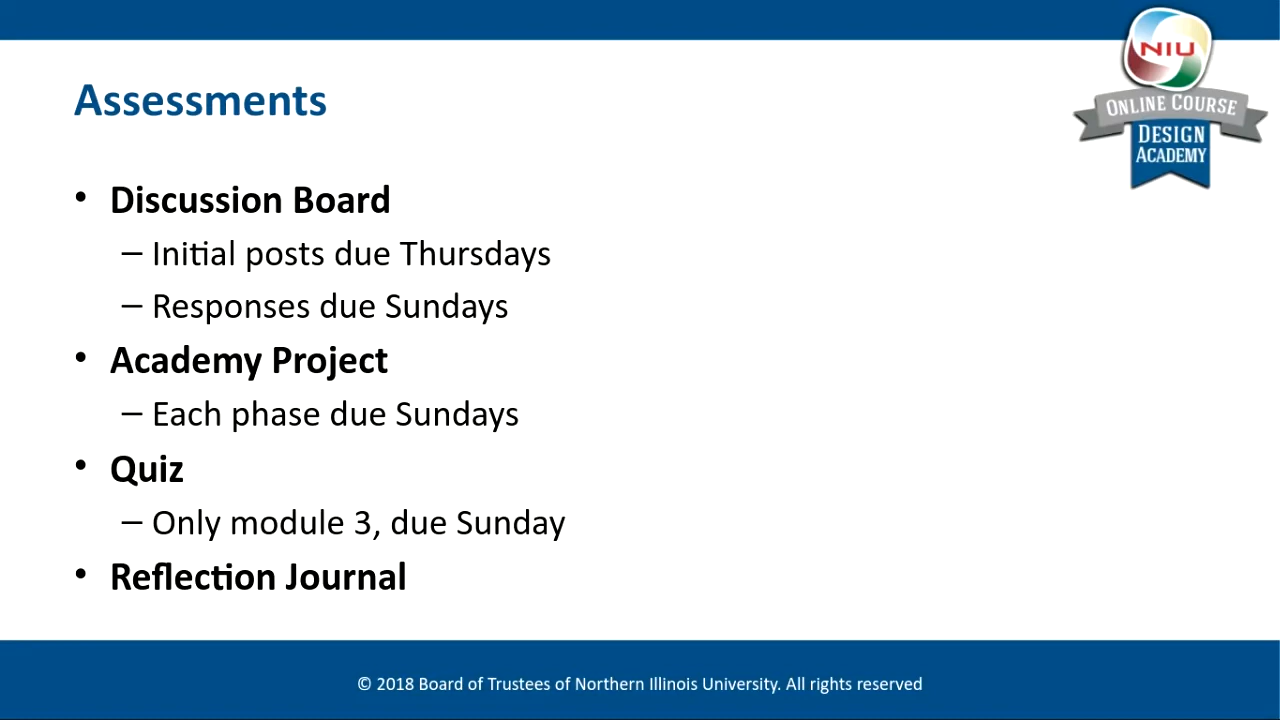 NIU
ONLINE COURSE
DESIGN
ACADEMY
Assessments
• Discussion Board
– Initial posts due Thursdays
– Responses due Sundays
• Academy Project
– Each phase due Sundays
• Quiz
– Only module 3, due Sunday
• Reflection Journal
© 2018 Board of Trustees of Northern Illinois University. All rights reserved